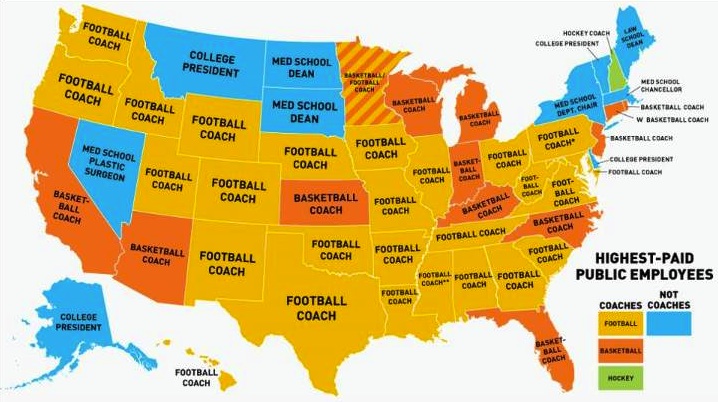 HOCKEY COACH
COLLEGE PRESIDENT
LAW
SCHOOL
DEAN
FOOTBALL
COACH
COLLEGE
PRESIDENT
MED SCHOOL
DEAN
BASKETBALL/
FOOTBALL
COACH
BASKETBALL
COACH
BASKETBALL
COACH
MED SCHOOL
DEPT. CHAIR
MED SCHOOL
CHANCELLOR
BASKETBALL COACH
W BASKETBALL COACH
BASKETBALL COACH
COLLEGE PRESIDENT
FOOTBALL COACH
FOOTBALL
COACH
FOOTBALL
COACH
FOOTBALL
COACH
MED SCHOOL
DEAN
FOOTBALL
COACH
FOOTBALL
COACH
FOOTBALL
COACH
BASKET-
BALL
COACH
FOOTBALL
COACH
FOOTBALL
COACH*
MED SCHOOL
PLASTIC
SURGEON
FOOTBALL
COACH
FOOTBALL
COACH
BASKETBALL
COACH
FOOTBALL
COACH
BASKETBALL
COACH
FOOT-
BALL
COACH
FOOT-
BALL
COACH
BASKET-
BALL
COACH
BASKETBALL
COACH
FOOTBALL
COACH
FOOTBALL
COACH
FOOTBALL
COACH
FOOTBALL COACH
BASKETBALL
COACH
FOOTBALL
COACH
FOOTBALL
COACH
FOOTBALL
COACH
FOOTBALL
COACH**
FOOTBALL
COACH
FOOTBALL
COACH
FOOTBALL
COACH
BASKET-
BALL
COACH
COLLEGE
PRESIDENT
FOOTBALL
COACH
HIGHEST-PAID
PUBLIC EMPLOYEES
COACHES
NOT
COACHES
FOOTBALL
BASKETBALL
HOCKEY